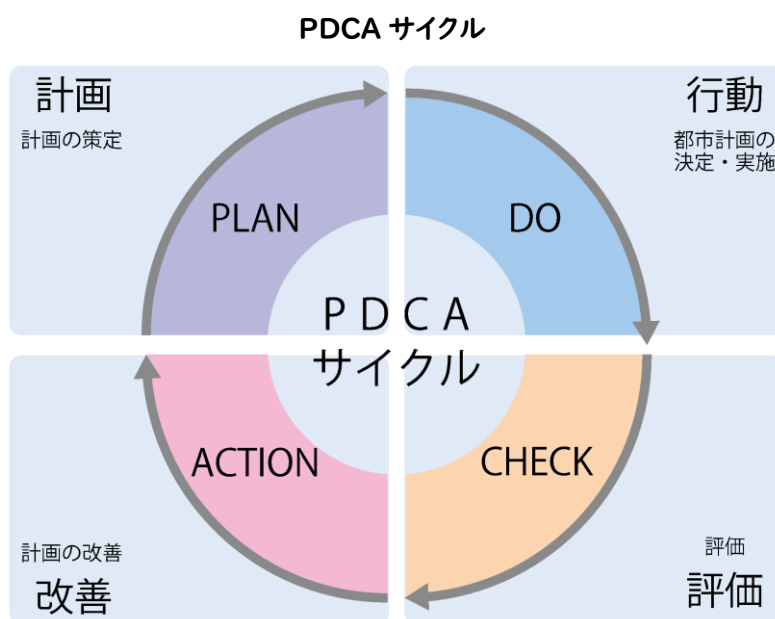 PDCA サイクル
計画
計画の策定
PLAN
行動
都市計画の
決定・実施
DO
PDCA
サイクル
ACTION
計画の改善
改善
CHECK
評価
評価